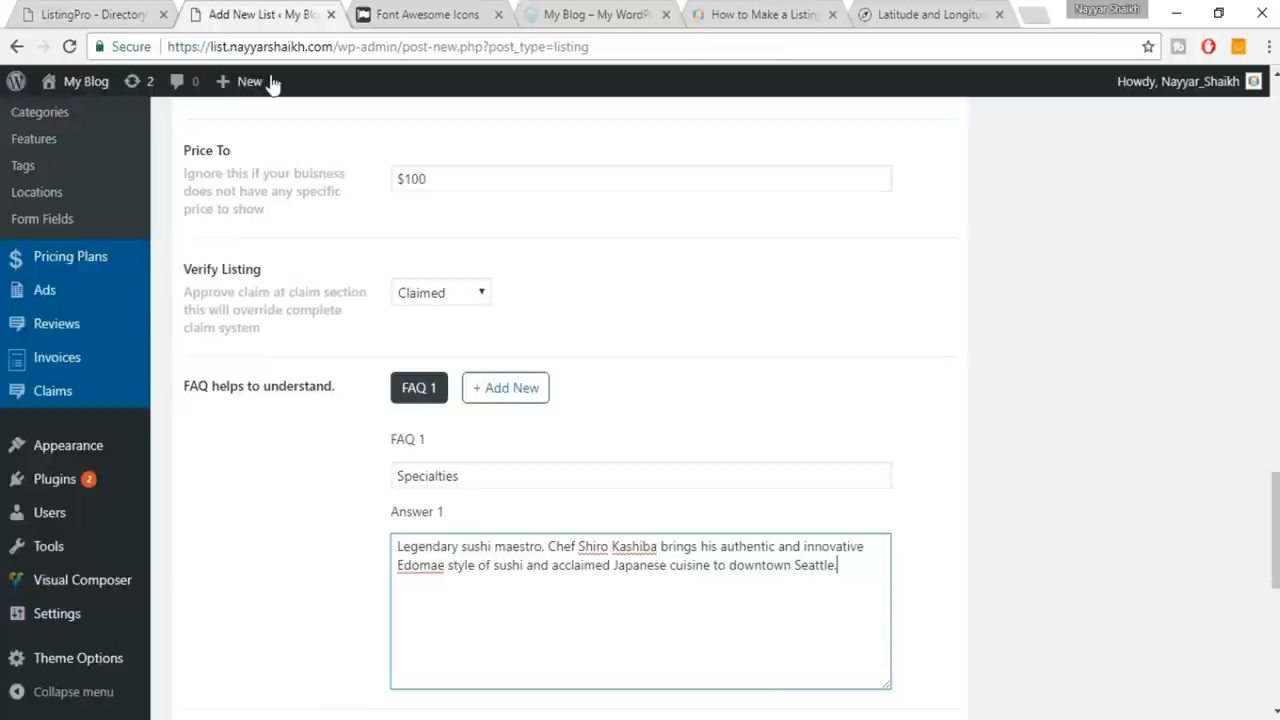 ListingPro - Directory
Add New List ‹ My Bl
Font Awesome Icons
My Blog – My WordP
How to Make a Listing
Latitude and Longitu
Nayyar Shaikh
Secure
https://list.nayyarshaikh.com/wp-admin/post-new.php?post_type=listing
My Blog
2
0
New
Howdy, Nayyar_Shaikh
Categories
Features
Tags
Locations
Form Fields
Pricing Plans
Ads
Reviews
Invoices
Claims
Appearance
Plugins 2
Users
Tools
Visual Composer
Settings
Theme Options
Collapse menu
Price To
Ignore this if your buisness
does not have any specific
price to show
$100
Verify Listing
Approve claim at claim section
this will override complete
claim system
Claimed
FAQ helps to understand.
FAQ 1
+ Add New
FAQ 1
Specialties
Answer 1
Legendary sushi maestro, Chef Shiro Kashiba brings his authentic and innovative
Edomae style of sushi and acclaimed Japanese cuisine to downtown Seattle.